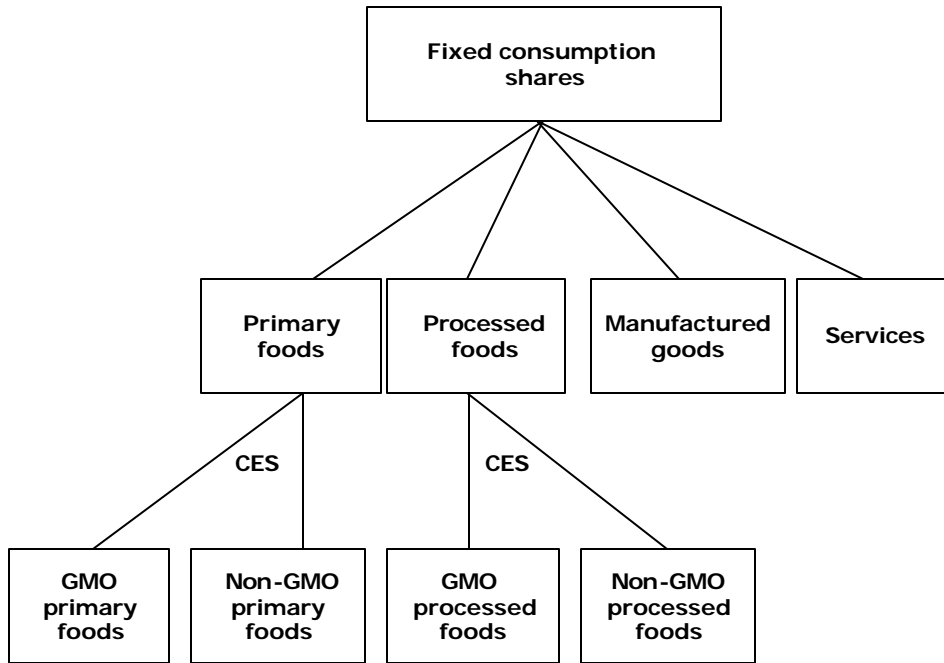 Fixed consumption
shares
Primary
foods
Processed
foods
Manufactured
goods
Services
CES
CES
GMO
primary
foods
Non-GMO
primary
foods
GMO
processed
foods
Non-GMO
processed
foods